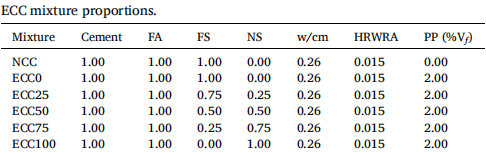 ECC mixture proportions.
Mixture Cement FA FS NS w/cm HRWRA PP (%Vf)
NCC 1.00 1.00 1.00 0.00 0.26 0.015 0.00
ECC0 1.00 1.00 1.00 0.00 0.26 0.015 2.00
ECC25 1.00 1.00 0.75 0.25 0.26 0.015 2.00
ECC50 1.00 1.00 0.50 0.50 0.26 0.015 2.00
ECC75 1.00 1.00 0.25 0.75 0.26 0.015 2.00
ECC100 1.00 1.00 0.00 1.00 0.26 0.015 2.00